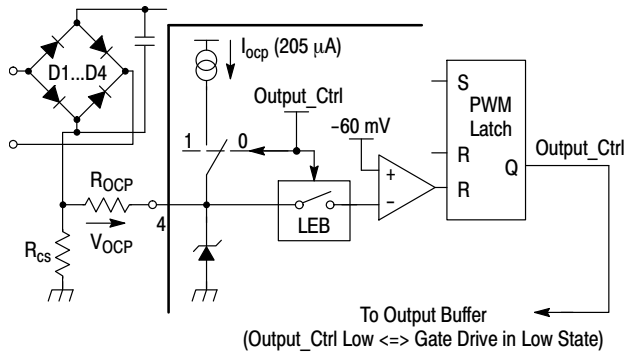 I_ocp (205 μA)
D1...D4
Output_Ctrl
S
PWM
Latch
–60 mV
1
0
+
R
Output_Ctrl
Q
R_OCP
R
–
4
LEB
V_OCP
R_cs
To Output Buffer
(Output_Ctrl Low <=> Gate Drive in Low State)